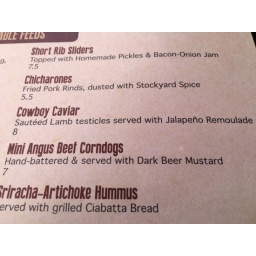 ABLE FEEDS
Short Rib Sliders
Topped with Homemade Pickles & Bacon-Onion Jam
7.5
Chicharones
Fried Pork Rinds, dusted with Stockyard Spice
5.5
Cowboy Caviar
Sautéed Lamb testicles served with Jalapeño Remoulade
8
Mini Angus Beef Corndogs
Hand-battered & served with Dark Beer Mustard
7
Sriracha-Artichoke Hummus
erved with grilled Ciabatta Bread